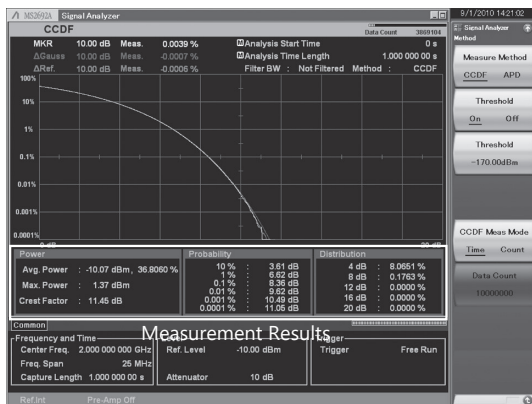 MS2692A Signal Analyzer
9/1/2010 14:21:02
CCDF
Data Count 3869104
MKR 10.00 dB Meas. 0.0039 %
ΔGauss 10.00 dB Meas. -0.0007 %
ΔRef. 10.00 dB Meas. -0.0006 %
Analysis Start Time 0 s
Analysis Time Length 1.000 000 00 s
Filter BW : Not Filtered Method : CCDF
100%
10%
1%
0.1%
0.01%
0.001%
0.0001%
0 dB
20 dB
Power
Avg. Power : -10.07 dBm, 36.8060 %
Max. Power : 1.37 dBm
Crest Factor : 11.45 dB
Probability
10 % : 3.61 dB
1 % : 6.62 dB
0.1 % : 8.36 dB
0.01 % : 9.62 dB
0.001 % : 10.49 dB
0.0001 % : 11.05 dB
Distribution
4 dB : 8.0651 %
8 dB : 0.1763 %
12 dB : 0.0000 %
16 dB : 0.0000 %
20 dB : 0.0000 %
Measurement Results
Common
Frequency and Time
Center Freq. 2.000 000 000 GHz
Freq. Span 25 MHz
Capture Length 1.000 000 00 s
Ref. Level -10.00 dBm
Attenuator 10 dB
Trigger
Trigger Free Run
Ref.Int Pre-Amp Off
Signal Analyzer
Method
Measure Method
CCDF APD
Threshold
On Off
Threshold
-170.00dBm
CCDF Meas Mode
Time Count
Data Count
10000000